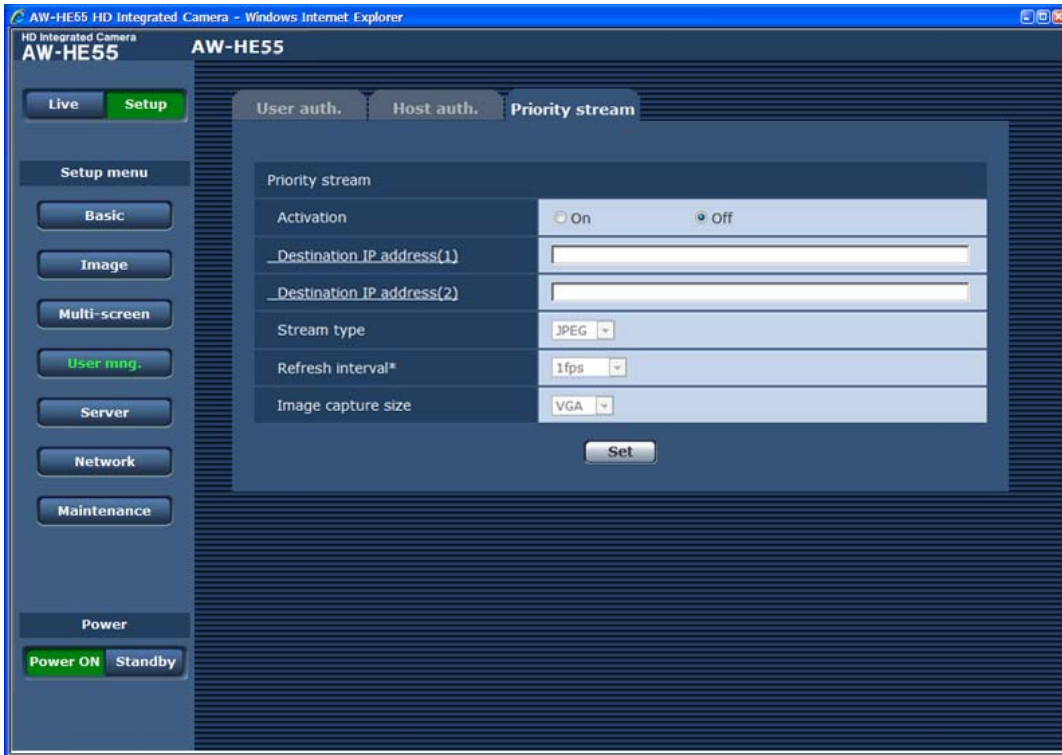 AW-HE55 HD Integrated Camera - Windows Internet Explorer
HD Integrated Camera
AW-HE55
AW-HE55
Live
Setup
User auth.
Host auth.
Priority stream
Setup menu
Basic
Image
Multi-screen
User mng.
Server
Network
Maintenance
Priority stream
Activation
On
Off
Destination IP address(1)
Destination IP address(2)
Stream type
JPEG
Refresh interval*
1fps
Image capture size
VGA
Set
Power
Power ON
Standby